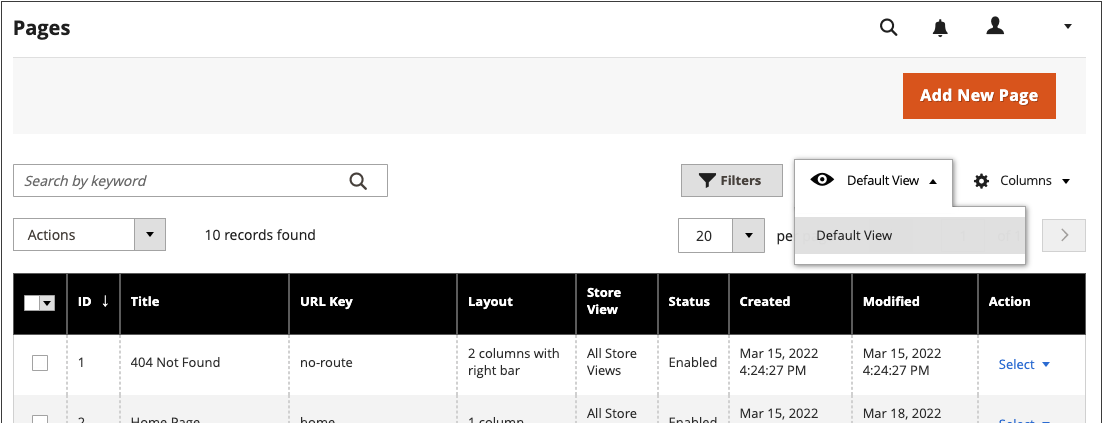 Pages
Add New Page
Search by keyword
Filters
Default View
Columns
Actions
10 records found
20
per
Default View
ID ↓ Title URL Key Layout Store View Status Created Modified Action
1 404 Not Found no-route 2 columns with right bar All Store Views Enabled Mar 15, 2022 4:24:27 PM Mar 15, 2022 4:24:27 PM Select
2 Home Page home 1 column All Store Enabled Mar 15, 2022 Mar 18, 2022 Select